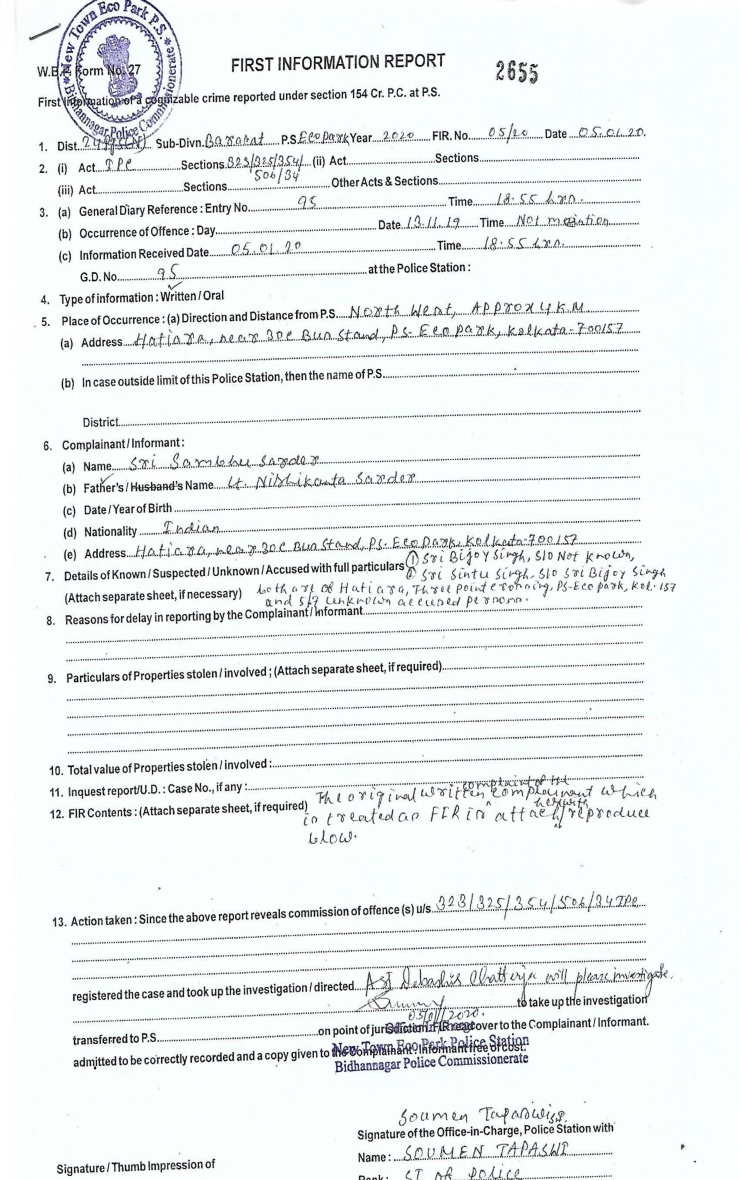 New Town Eco Park P.S.
Bidhannagar Police Commissionerate
FIRST INFORMATION REPORT
2655
W.B.P. Form No. 27
First Information of a cognizable crime reported under section 154 Cr. P.C. at P.S.
1. Dist. 24 Pgs(N) Sub-Divn. Barasat P.S. Eco Park Year 2020 FIR. No. 05/20 Date 05.01.20.
2. (i) Act IPC Sections 323/325/354/ (ii) Act Sections
506/34
(iii) Act Sections Other Acts & Sections
3. (a) General Diary Reference : Entry No. 95 Time 18.55 hrs.
(b) Occurrence of Offence : Day Date 13.11.19 Time Not mention
(c) Information Received Date 05.01.20 Time 18.55 hrs.
G.D. No. 95 at the Police Station :
4. Type of information : Written / Oral
5. Place of Occurrence : (a) Direction and Distance from P.S. North West, APPROX 4 K.M.
(a) Address Hatiara, near 30c Bus Stand, PS- Eco park, Kolkata-700157
(b) In case outside limit of this Police Station, then the name of P.S.
District
6. Complainant / Informant :
(a) Name Sri Sambhu Sarder
(b) Father's / Husband's Name Lt. Nishikanta Sarder
(c) Date / Year of Birth
(d) Nationality Indian
(e) Address Hatiara, near 30c Bus Stand, PS- Eco Park, Kolkata-700157
7. Details of Known / Suspected / Unknown / Accused with full particulars ① Sri Bijoy Singh, S/O Not known,
② Sri Sintu Singh, S/O Sri Bijoy Singh
(Attach separate sheet, if necessary) both are of Hatiara, Three point crossing, PS-Eco park, Kol-157
and 5/7 unknown accused persons.
8. Reasons for delay in reporting by the Complainant / Informant
9. Particulars of Properties stolen / involved ; (Attach separate sheet, if required)
10. Total value of Properties stolen / involved :
11. Inquest report/U.D. : Case No., if any :
12. FIR Contents : (Attach separate sheet, if required) The original written complaint of the complainant which
is treated as FIR is attach herewith / reproduce
blow.
13. Action taken : Since the above report reveals commission of offence (s) u/s 323/325/354/506/34 IPC
registered the case and took up the investigation / directed ASI Debashis Chatterjee will please investigate.
to take up the investigation
05/01/2020.
transferred to P.S. on point of jurisdiction. FIR read over to the Complainant / Informant.
admitted to be correctly recorded and a copy given to the Complainant / Informant free of cost.
New Town Eco Park Police Station
Bidhannagar Police Commissionerate
Soumen Tapaswi
Signature of the Office-in-Charge, Police Station with
Name : SOUMEN TAPASWI
Signature / Thumb Impression of
Rank : SI OF POLICE